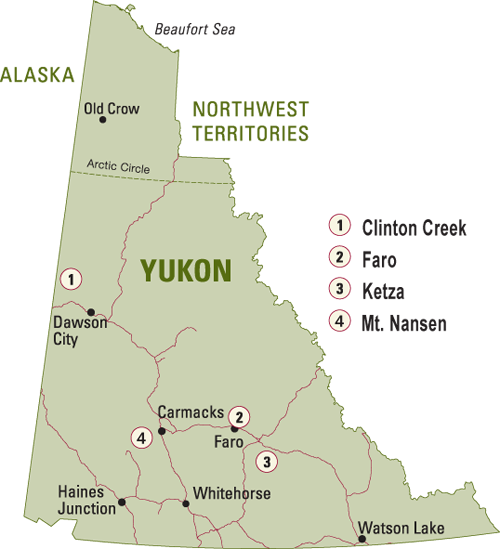 Beaufort Sea
ALASKA
Old Crow
NORTHWEST
TERRITORIES
Arctic Circle
1 Clinton Creek
2 Faro
YUKON
3 Ketza
1
4 Mt. Nansen
Dawson
City
Carmacks
2
4
Faro
3
Haines
Junction
Whitehorse
Watson Lake